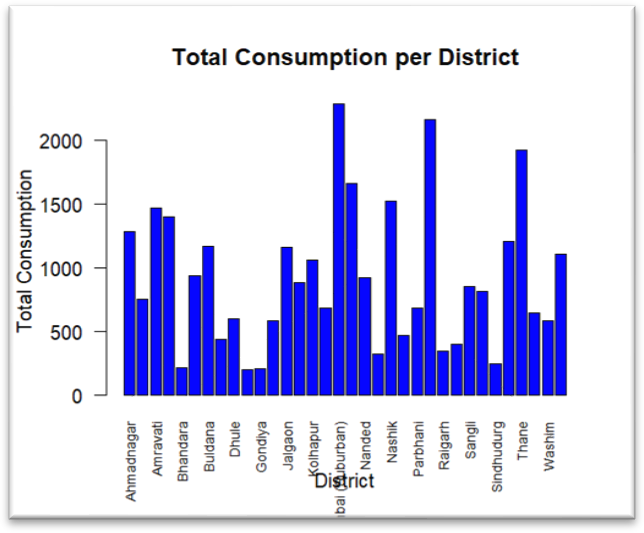 Total Consumption per District
Total Consumption
2000
1500
1000
500
0
Ahmadnagar
Amravati
Bhandara
Buldana
Dhule
Gondiya
Jalgaon
Kolhapur
bai (Suburban)
Nanded
Nashik
Parbhani
Raigarh
Sangli
Sindhudurg
Thane
Washim
District